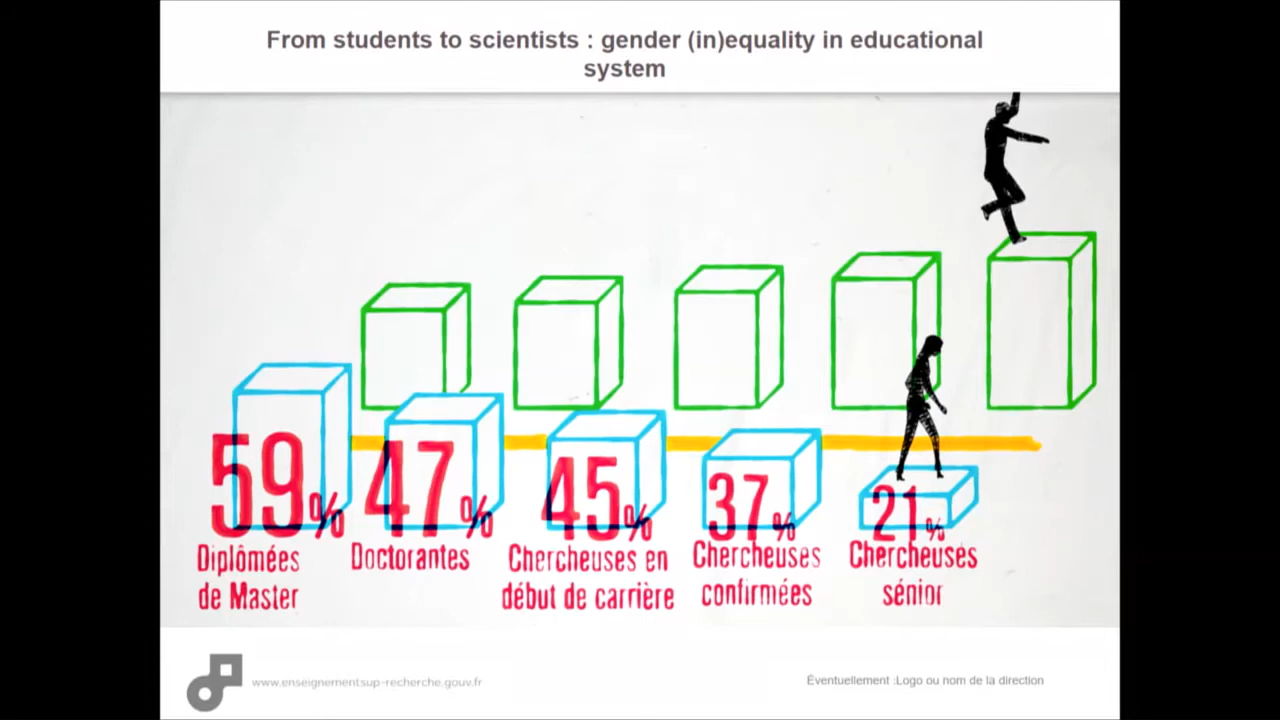 From students to scientists : gender (in)equality in educational
system
59% 47% 45% 37% 21%
Diplômées
de Master
Doctorantes
Chercheuses en
début de carrière
Chercheuses
confirmées
Chercheuses
sénior
www.enseignementsup-recherche.gouv.fr
Éventuellement :Logo ou nom de la direction